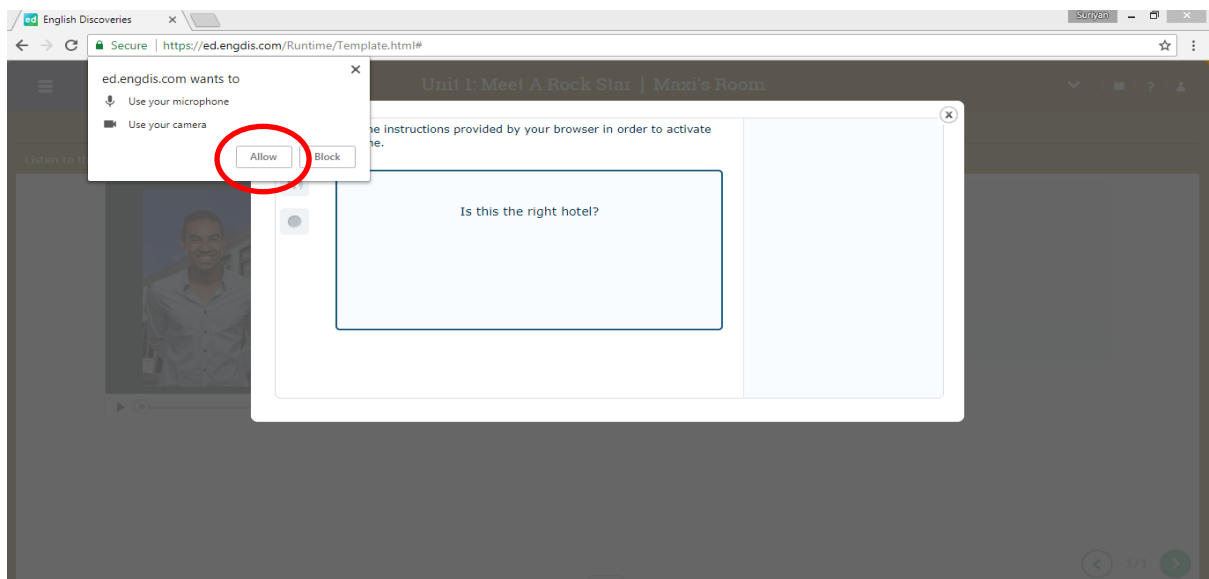 English Discoveries
Suriyan
Secure | https://ed.engdis.com/Runtime/Template.html#
ed.engdis.com wants to
Use your microphone
Use your camera
Allow Block
Unit 1: Meet A Rock Star | Maxi's Room
instructions provided by your browser in order to activate
Listen to
Is this the right hotel?
1/1